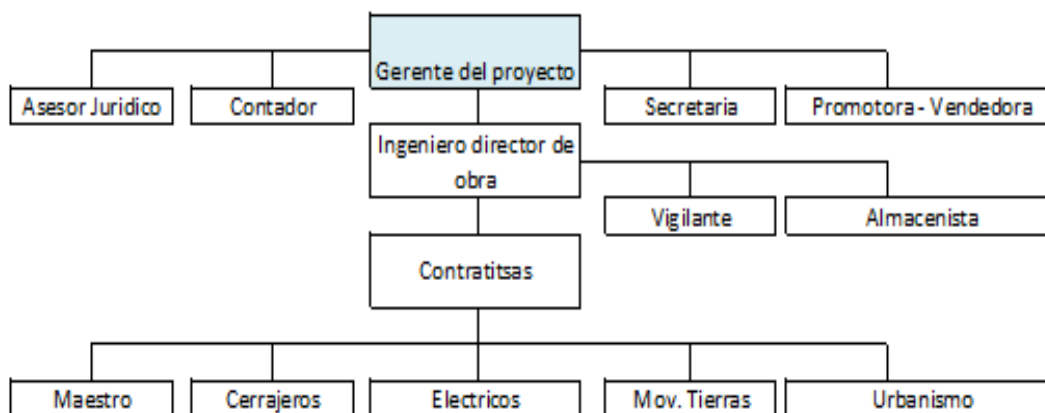 Gerente del proyecto
Asesor Juridico
Contador
Secretaria
Promotora - Vendedora
Ingeniero director de
obra
Vigilante
Almacenista
Contratitsas
Maestro
Cerrajeros
Electricos
Mov. Tierras
Urbanismo